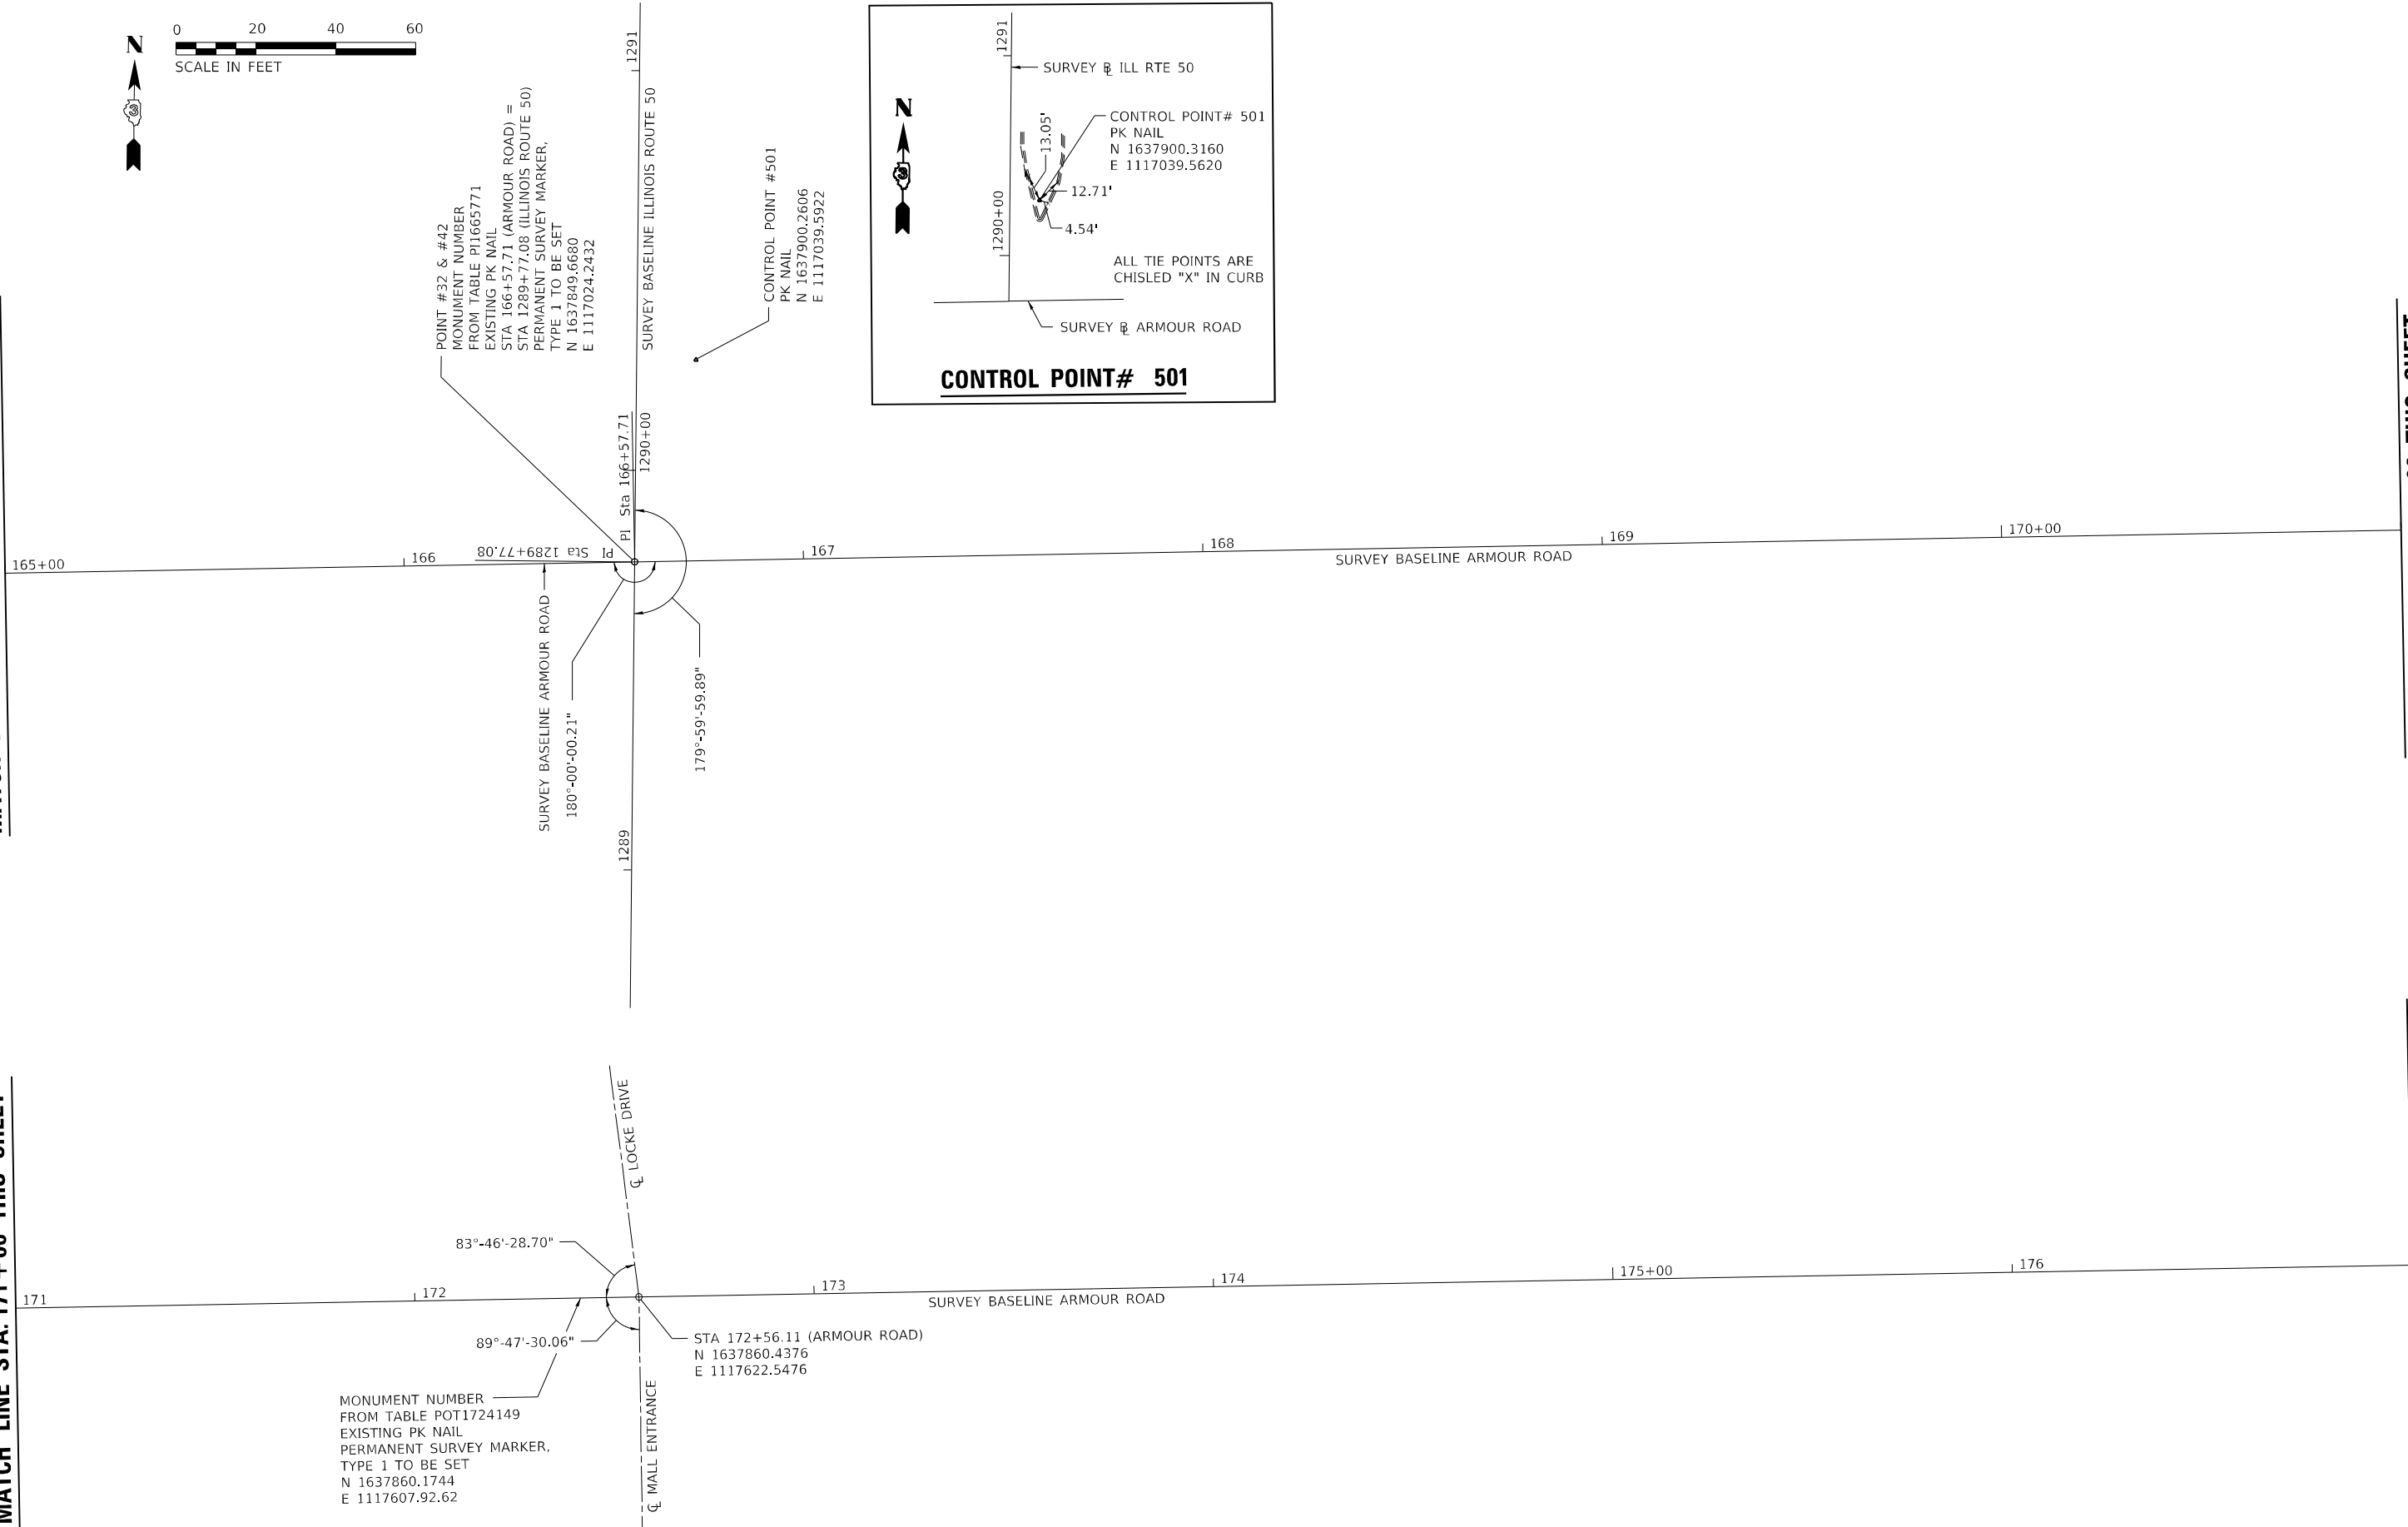 N
0 20 40 60
SCALE IN FEET
3
POINT #32 & #42
MONUMENT NUMBER
FROM TABLE PI1665771
EXISTING PK NAIL
STA 166+57.71 (ARMOUR ROAD) =
STA 1289+77.08 (ILLINOIS ROUTE 50)
PERMANENT SURVEY MARKER,
TYPE 1 TO BE SET
N 1637849.6680
E 1117024.2432
1291
SURVEY BASELINE ILLINOIS ROUTE 50
CONTROL POINT #501
PK NAIL
N 1637900.2606
E 1117039.5922
1291
SURVEY BL ILL RTE 50
N
3
13.05'
CONTROL POINT# 501
PK NAIL
N 1637900.3160
E 1117039.5620
12.71'
4.54'
1290+00
ALL TIE POINTS ARE
CHISLED "X" IN CURB
SURVEY BL ARMOUR ROAD
CONTROL POINT# 501
PI Sta 166+57.71
1290+00
PI Sta 1289+77.08
165+00
166
167
168
169
170+00
SURVEY BASELINE ARMOUR ROAD
SURVEY BASELINE ARMOUR ROAD
180°-00'-00.21"
179°-59'-59.89"
1289
THIS SHEET
MATCH LINE STA. 171+00 THIS SHEET
CL LOCKE DRIVE
83°-46'-28.70"
171
172
173
174
175+00
176
SURVEY BASELINE ARMOUR ROAD
89°-47'-30.06"
STA 172+56.11 (ARMOUR ROAD)
N 1637860.4376
E 1117622.5476
MONUMENT NUMBER
FROM TABLE POT1724149
EXISTING PK NAIL
PERMANENT SURVEY MARKER,
TYPE 1 TO BE SET
N 1637860.1744
E 1117607.92.62
CL MALL ENTRANCE